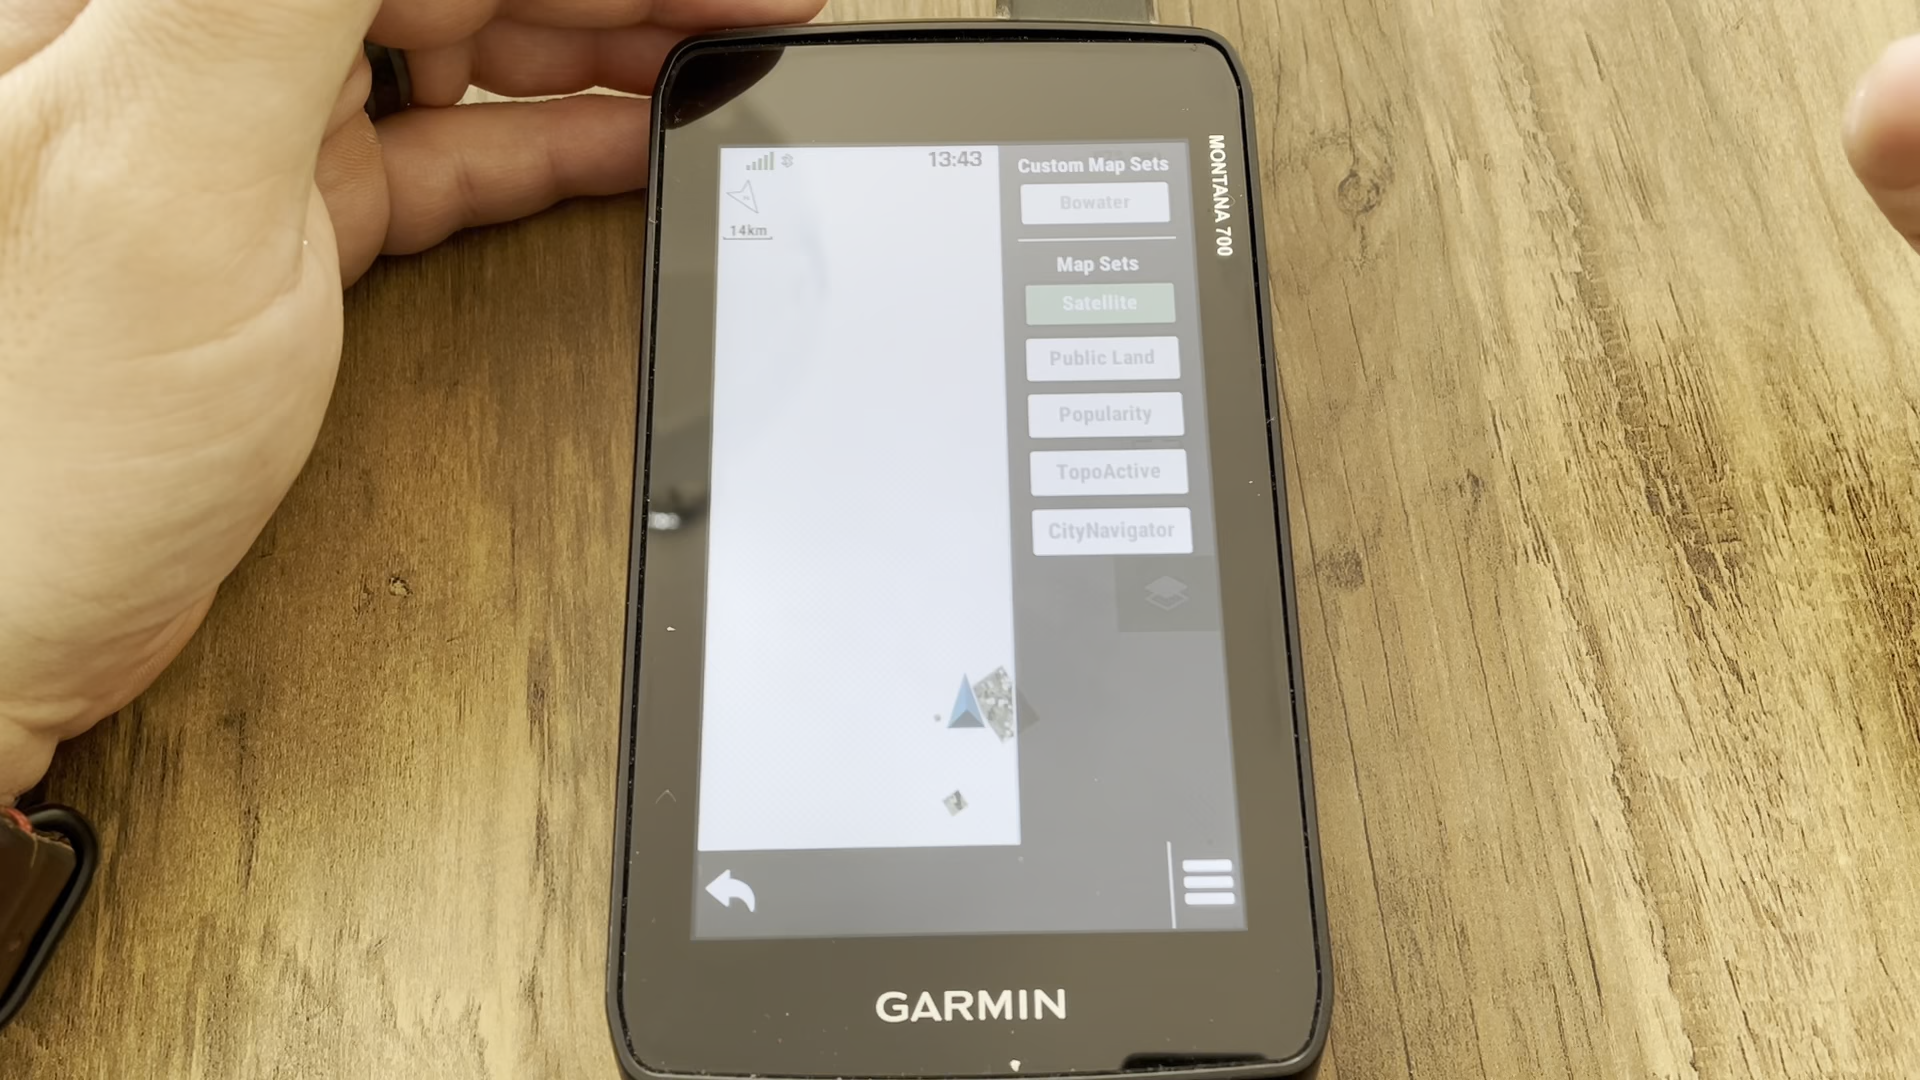 13:43
14km
Custom Map Sets
Bowater
Map Sets
Satellite
Public Land
Popularity
TopoActive
CityNavigator
MONTANA 700
GARMIN